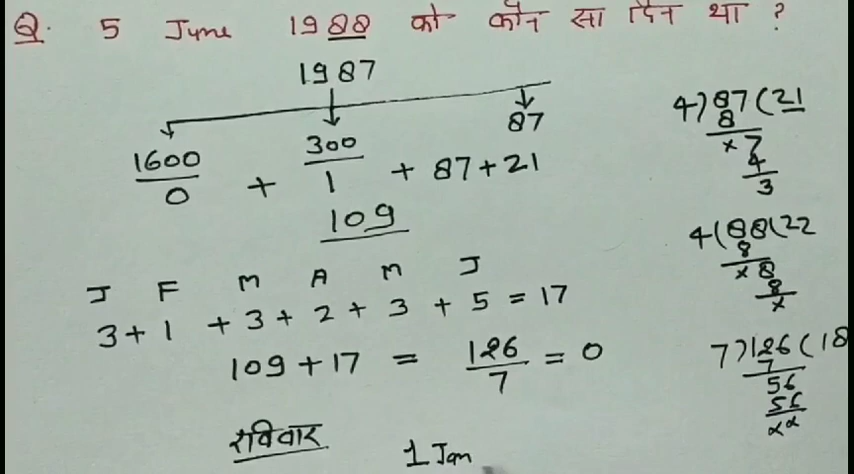 Q. 5 June 1988 को कौन सा दिन था ?
1987
87
1600/0 + 300/1 + 87+21
109
J F M A M J
3+1 +3+2+3+5 = 17
109+17 = 126/7 = 0
रविवार
1 Jan
4)87(21
8
×7
4
3
4(88(22
8
×8
8
×
7)126(18
7
56
56
××